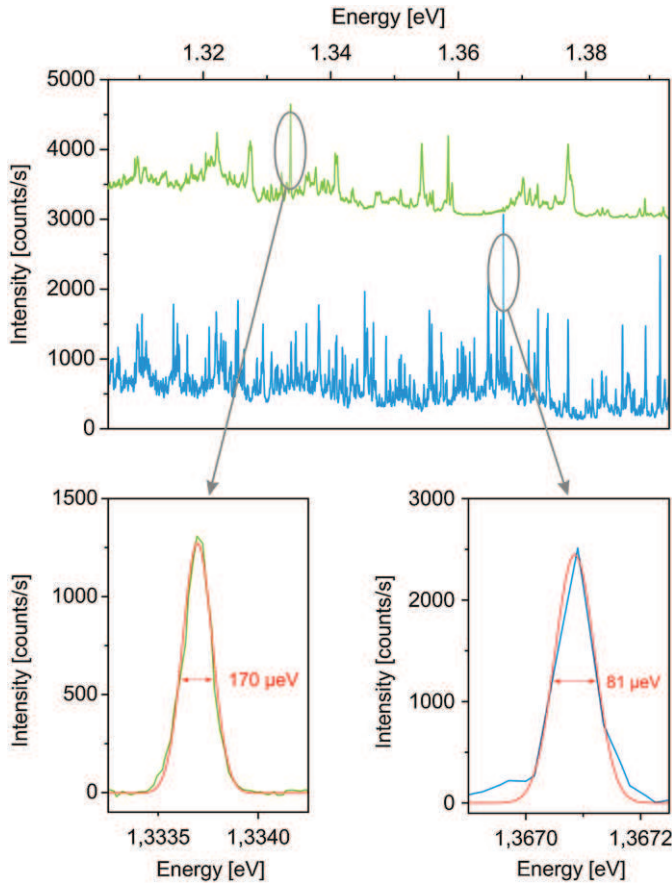 Energy [eV]
1.32 1.34 1.36 1.38
Intensity [counts/s]
5000
4000
3000
2000
1000
0
Intensity [counts/s]
1500
1000
500
0
170 µeV
1,3335 1,3340
Energy [eV]
Intensity [counts/s]
3000
2000
1000
0
81 µeV
1,3670 1,3672
Energy [eV]